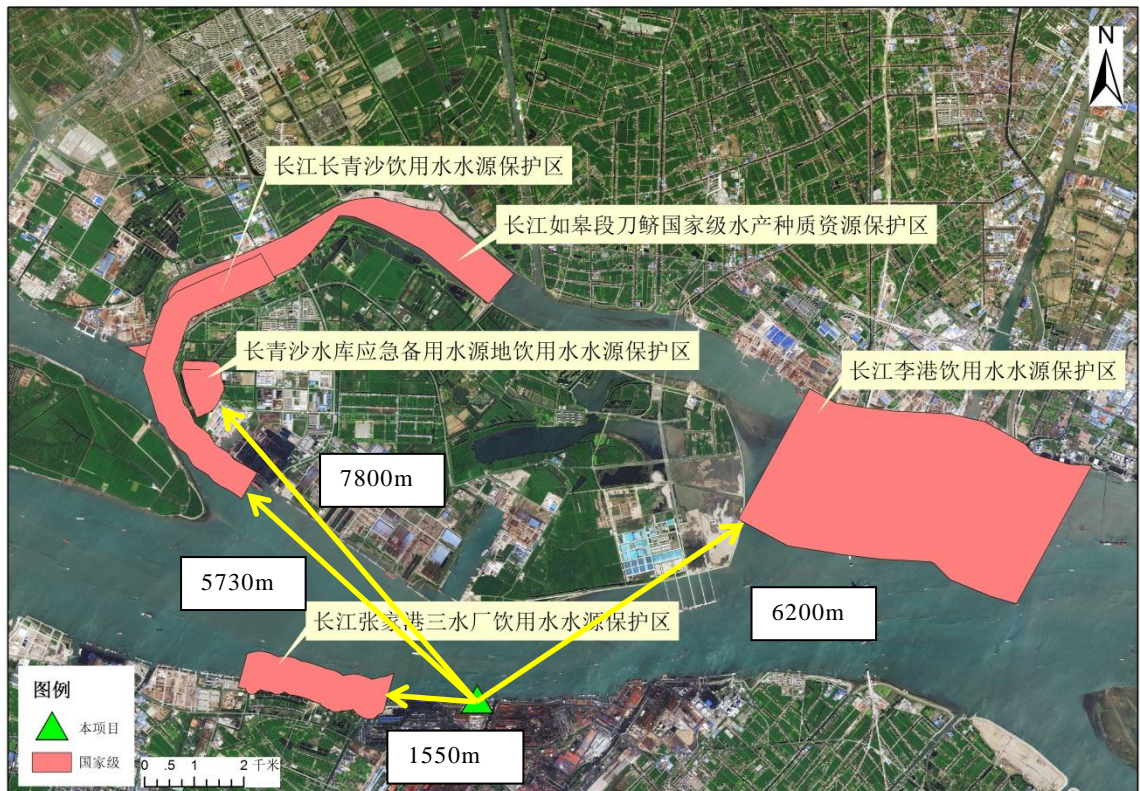 N
长江长青沙饮用水水源保护区
长江如皋段刀鲚国家级水产种质资源保护区
长青沙水库应急备用水源地饮用水水源保护区
长江李港饮用水水源保护区
7800m
5730m
6200m
长江张家港三水厂饮用水水源保护区
图例
本项目
国家级
0 .5 1 2 千米
1550m